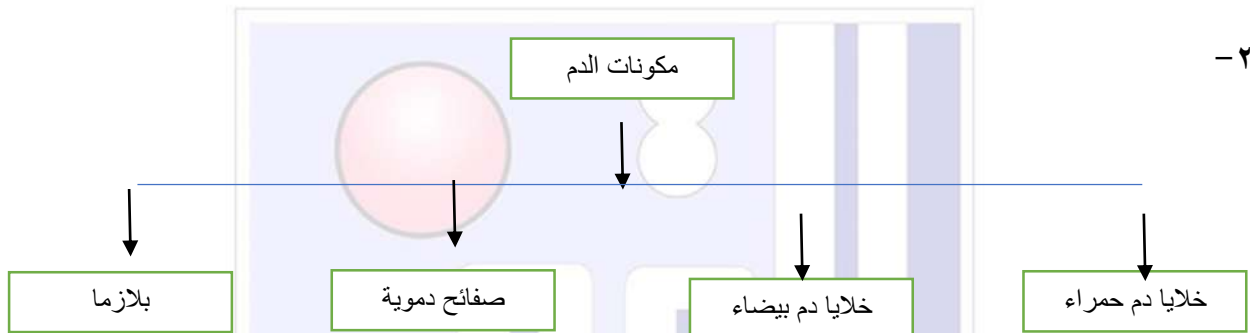 ٢-
مكونات الدم
خلايا دم حمراء
خلايا دم بيضاء
صفائح دموية
بلازما